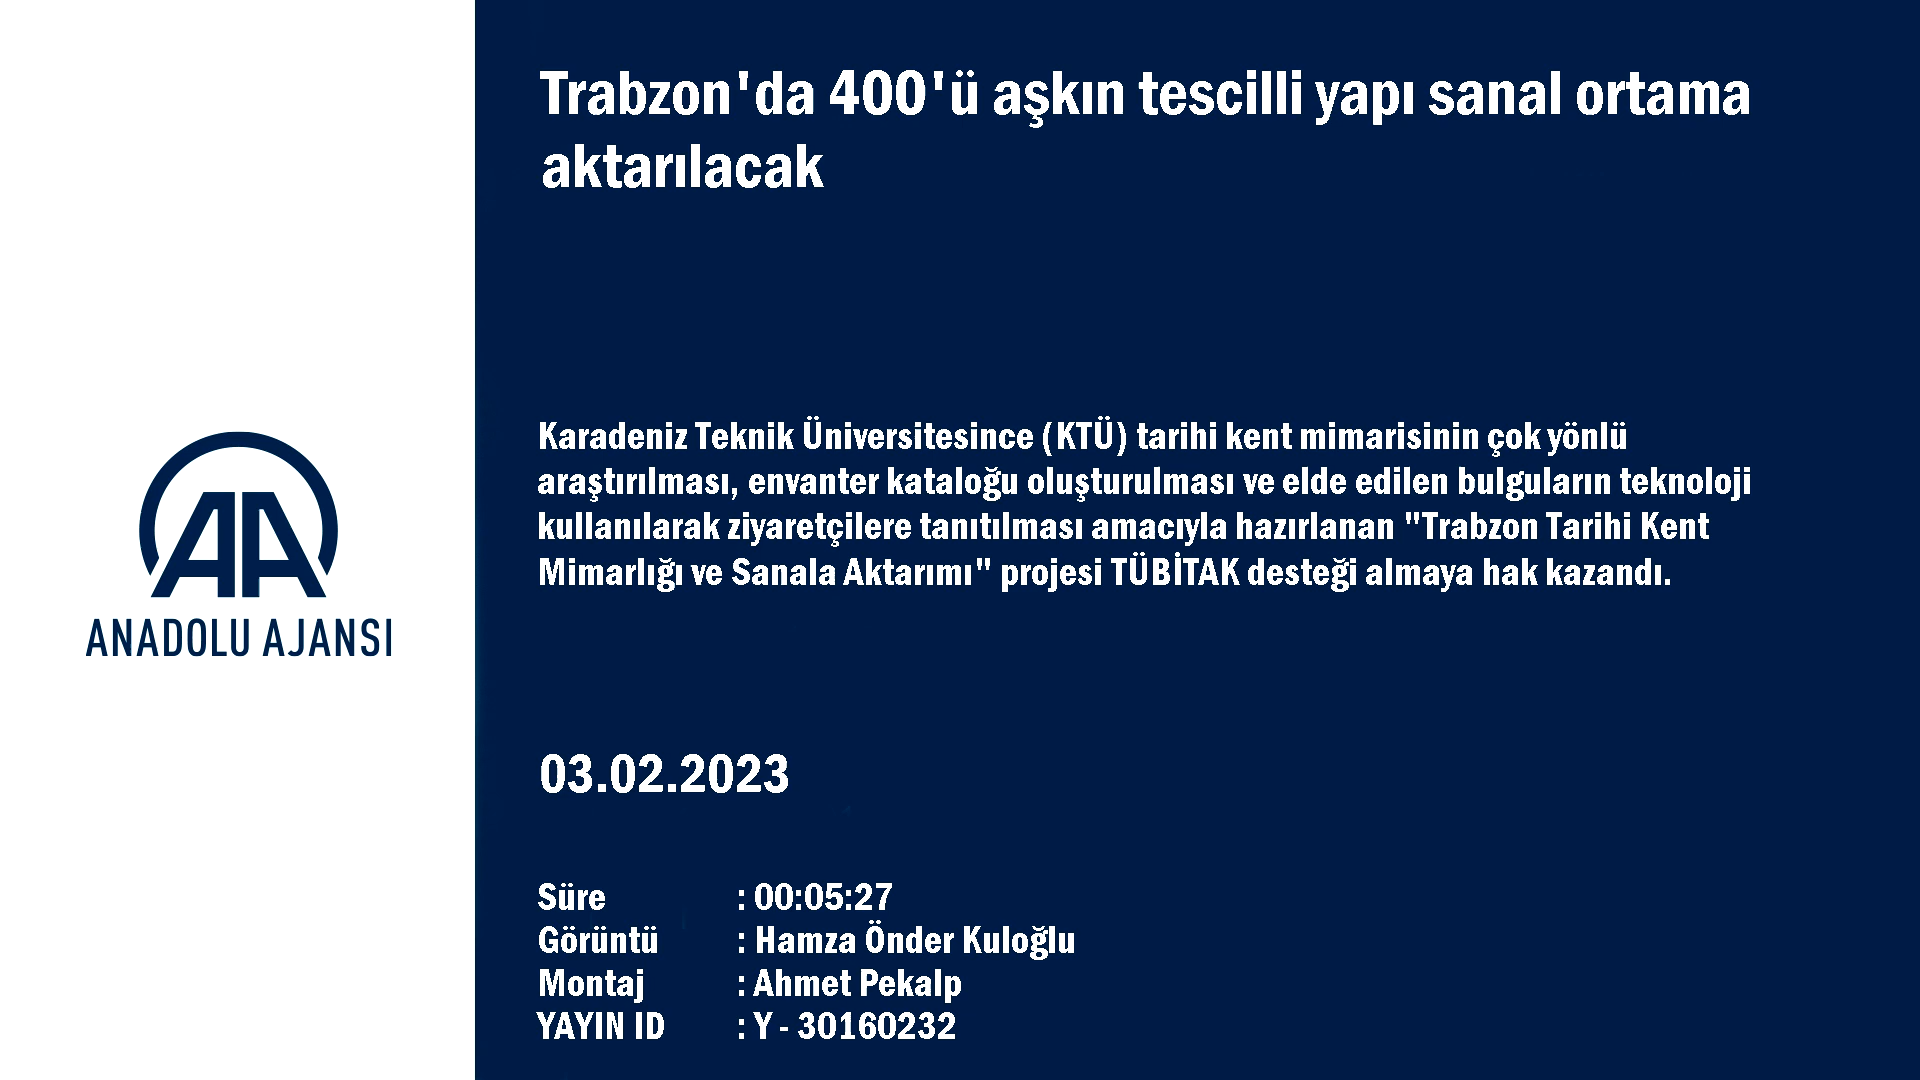 Trabzon'da 400'ü aşkın tescilli yapı sanal ortama
aktarılacak
Karadeniz Teknik Üniversitesince (KTÜ) tarihi kent mimarisinin çok yönlü
araştırılması, envanter kataloğu oluşturulması ve elde edilen bulguların teknoloji
kullanılarak ziyaretçilere tanıtılması amacıyla hazırlanan "Trabzon Tarihi Kent
Mimarlığı ve Sanala Aktarımı" projesi TÜBİTAK desteği almaya hak kazandı.
AA
ANADOLU AJANSI
03.02.2023
Süre : 00:05:27
Görüntü : Hamza Önder Kuloğlu
Montaj : Ahmet Pekalp
YAYIN ID : Y - 30160232